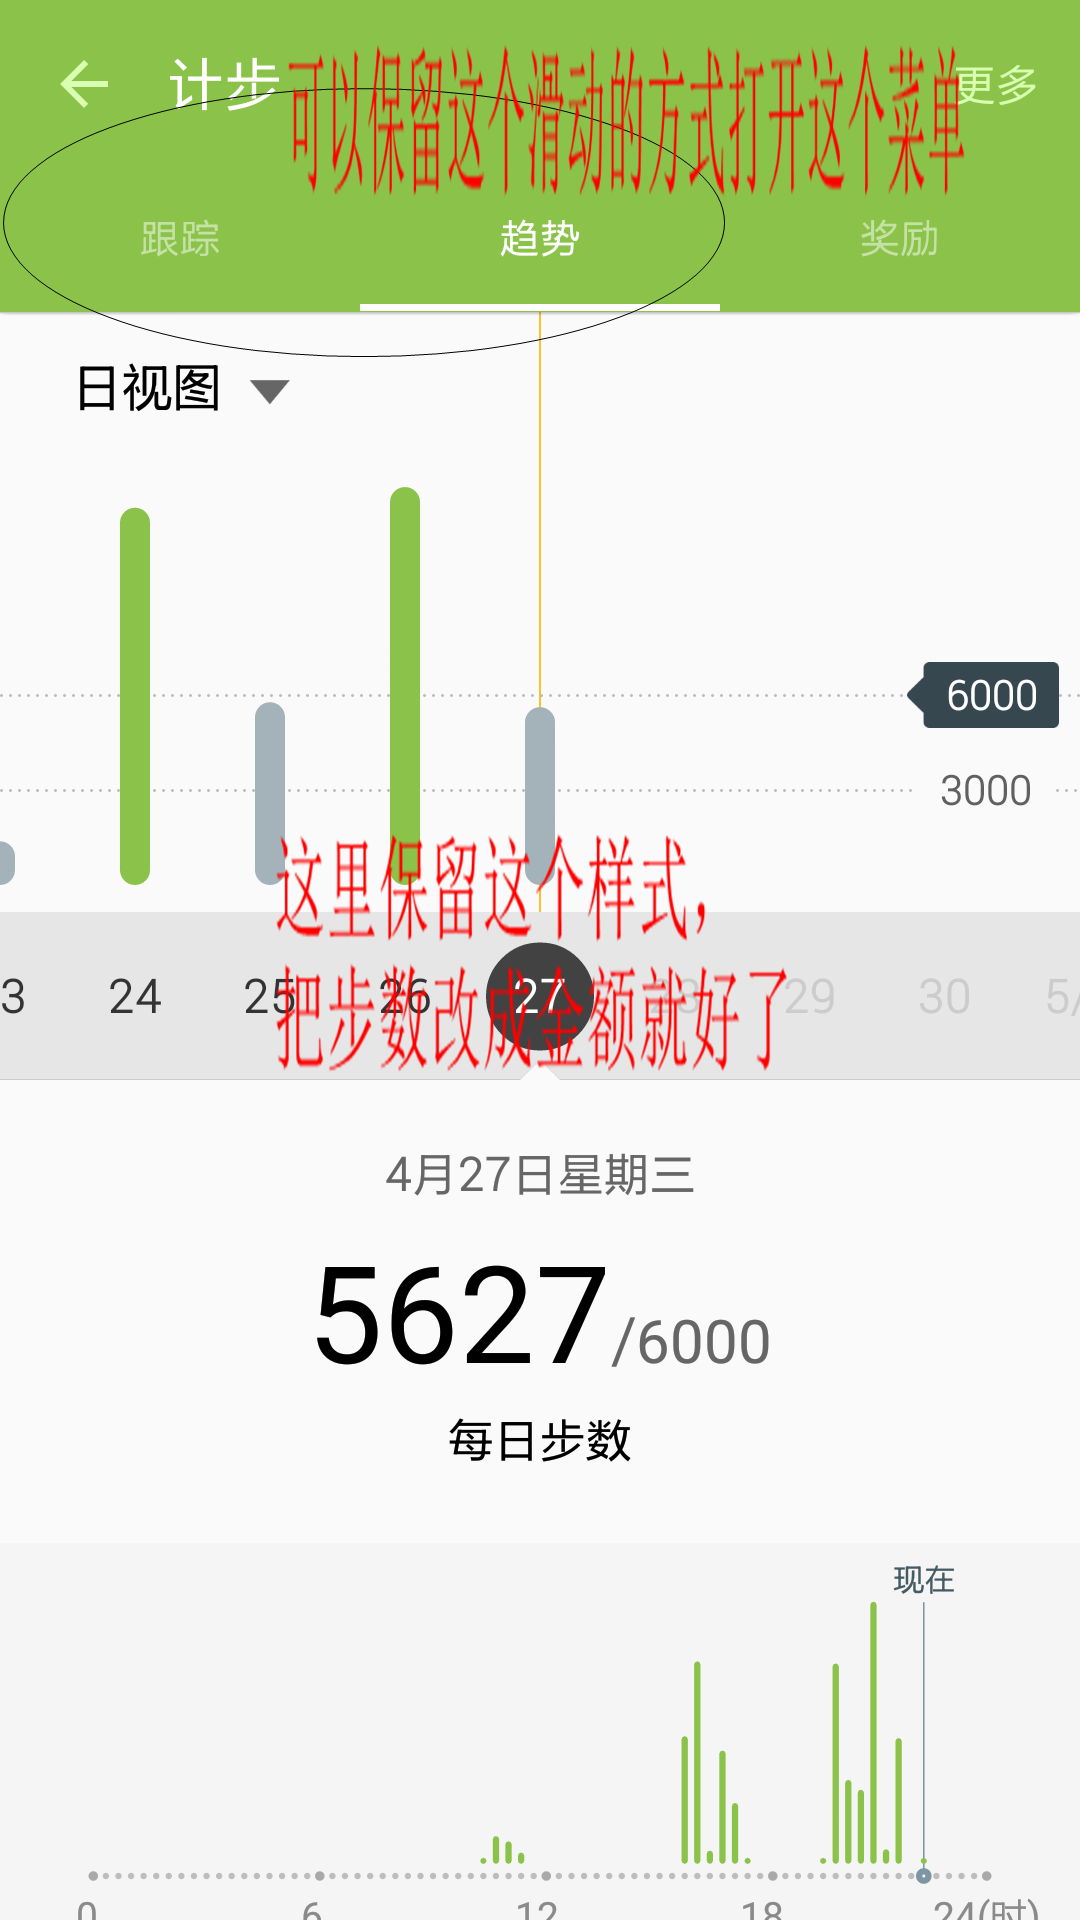 计步
更多
可以保留这个滑动的方式打开这个菜单
跟踪 趋势 奖励
日视图
6000
3000
这里保留这个样式，
3 24 25 26 27 28 29 30 5/
把步数改成金额就好了
4月27日星期三
5627/6000
每日步数
现在
0 6 12 18 24(时)